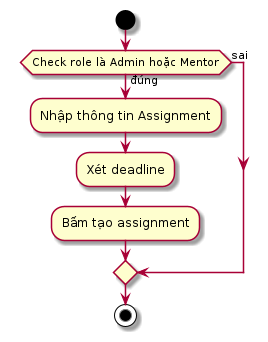 Check role là Admin hoặc Mentor
sai
đúng
Nhập thông tin Assignment
Xét deadline
Bấm tạo assignment